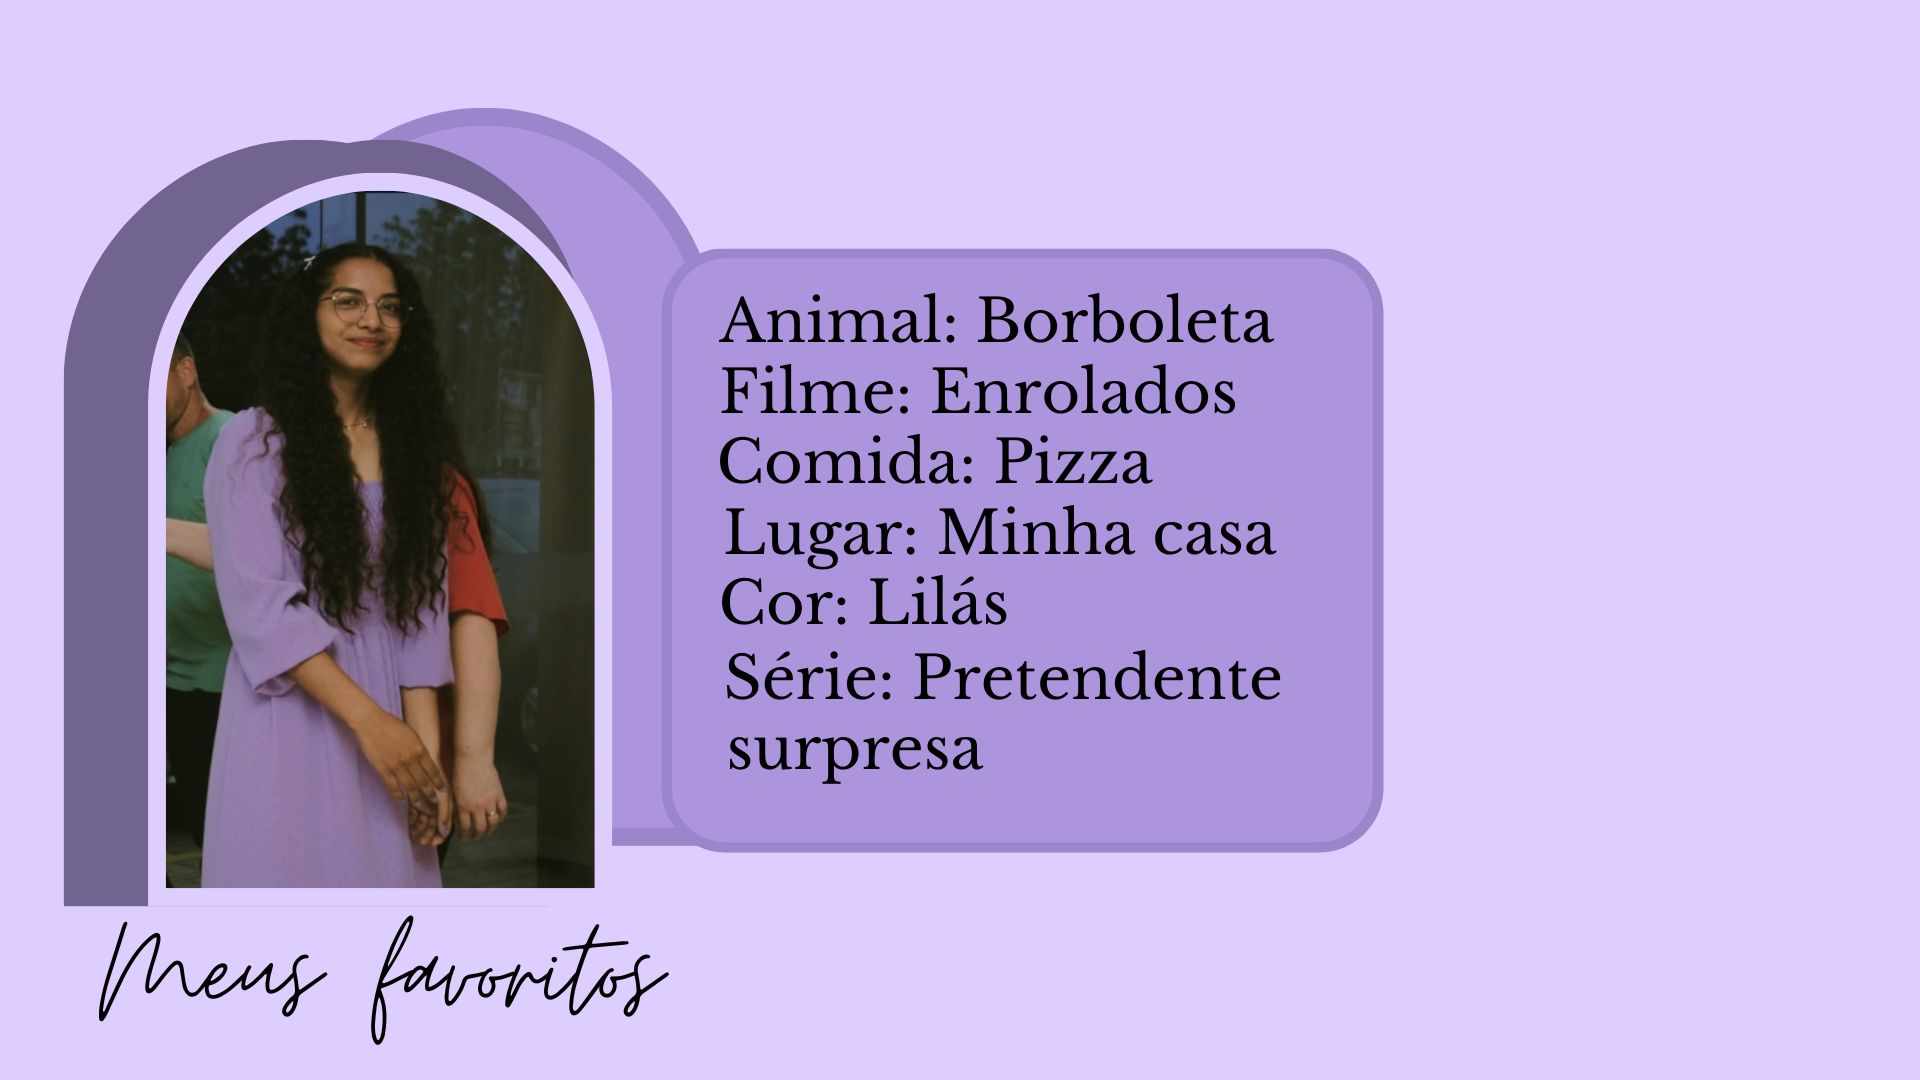 Animal: Borboleta
Filme: Enrolados
Comida: Pizza
Lugar: Minha casa
Cor: Lilás
Série: Pretendente
surpresa
Meus favoritos